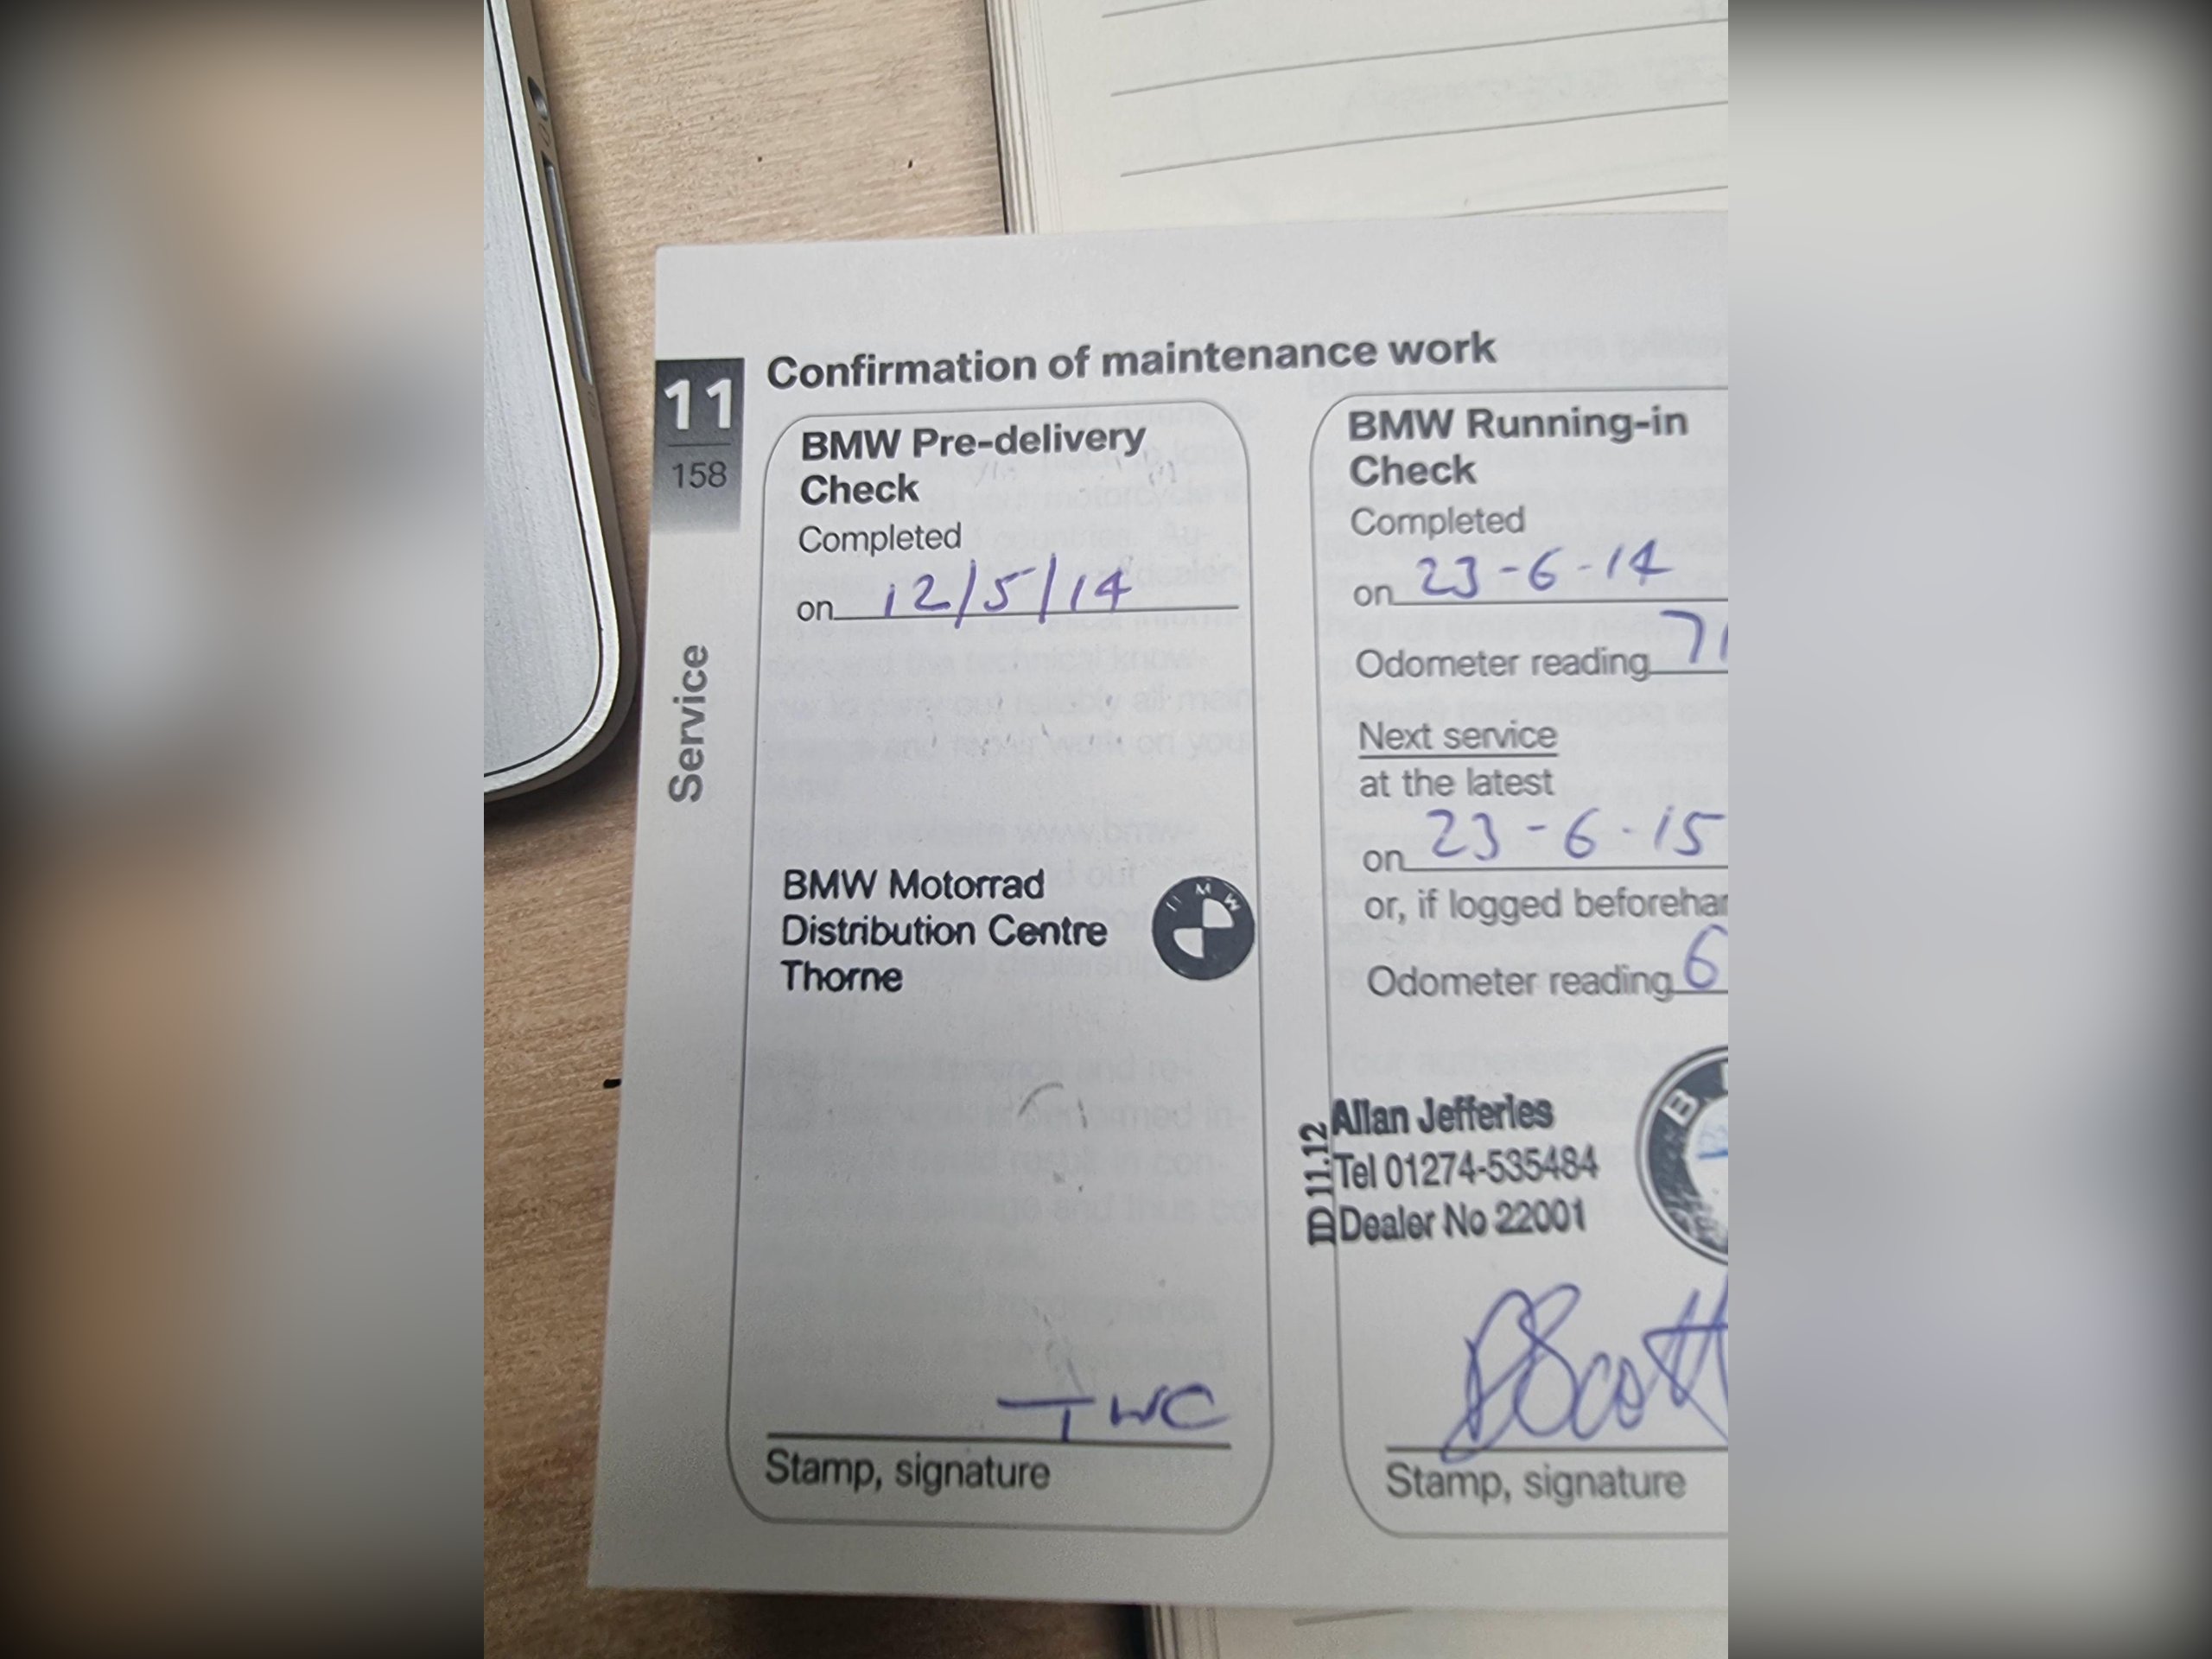 Confirmation of maintenance work
11
158
Service
BMW Pre-delivery
Check
Completed
on 12/5/14
BMW Motorrad
Distribution Centre
Thorne
TWC
Stamp, signature
BMW Running-in
Check
Completed
on 23-6-14
Odometer reading 71
Next service
at the latest
on 23-6-15
or, if logged beforehan
Odometer reading 6
Allan Jefferies
Tel 01274-535484
Dealer No 22001
ID 11.12
Scott
Stamp, signature